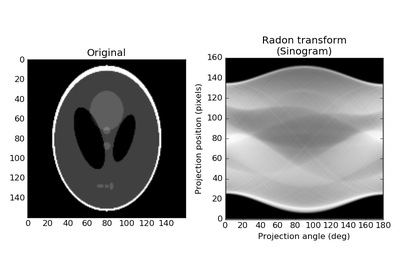 Original
0
20
40
60
80
100
120
140
0 20 40 60 80 100 120 140
Radon transform
(Sinogram)
Projection position (pixels)
160
140
120
100
80
60
40
20
0
0 20 40 60 80 100 120 140 160 180
Projection angle (deg)